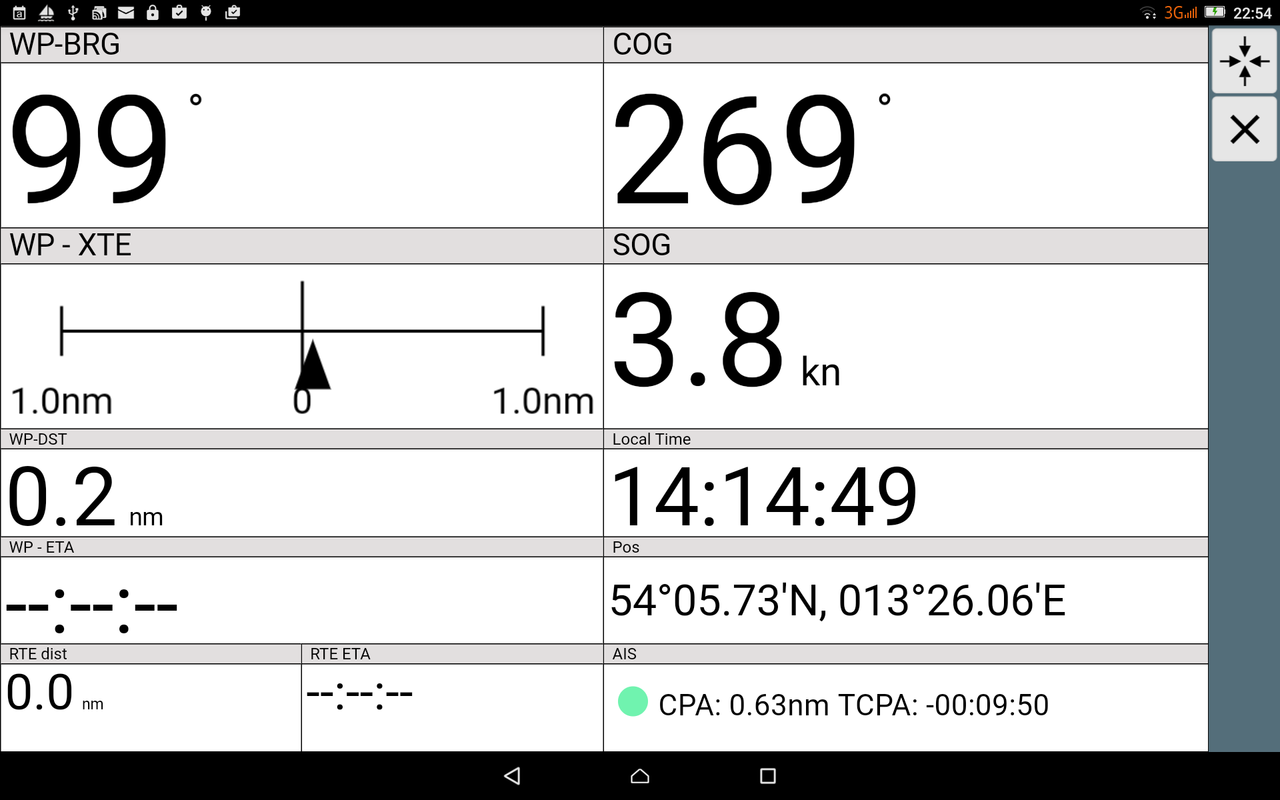 3G 22:54
WP-BRG
99°
COG
269°
WP - XTE
1.0nm 0 1.0nm
SOG
3.8 kn
WP-DST
0.2 nm
Local Time
14:14:49
WP - ETA
--:--:--
Pos
54°05.73'N, 013°26.06'E
RTE dist
0.0 nm
RTE ETA
--:--:--
AIS
CPA: 0.63nm TCPA: -00:09:50